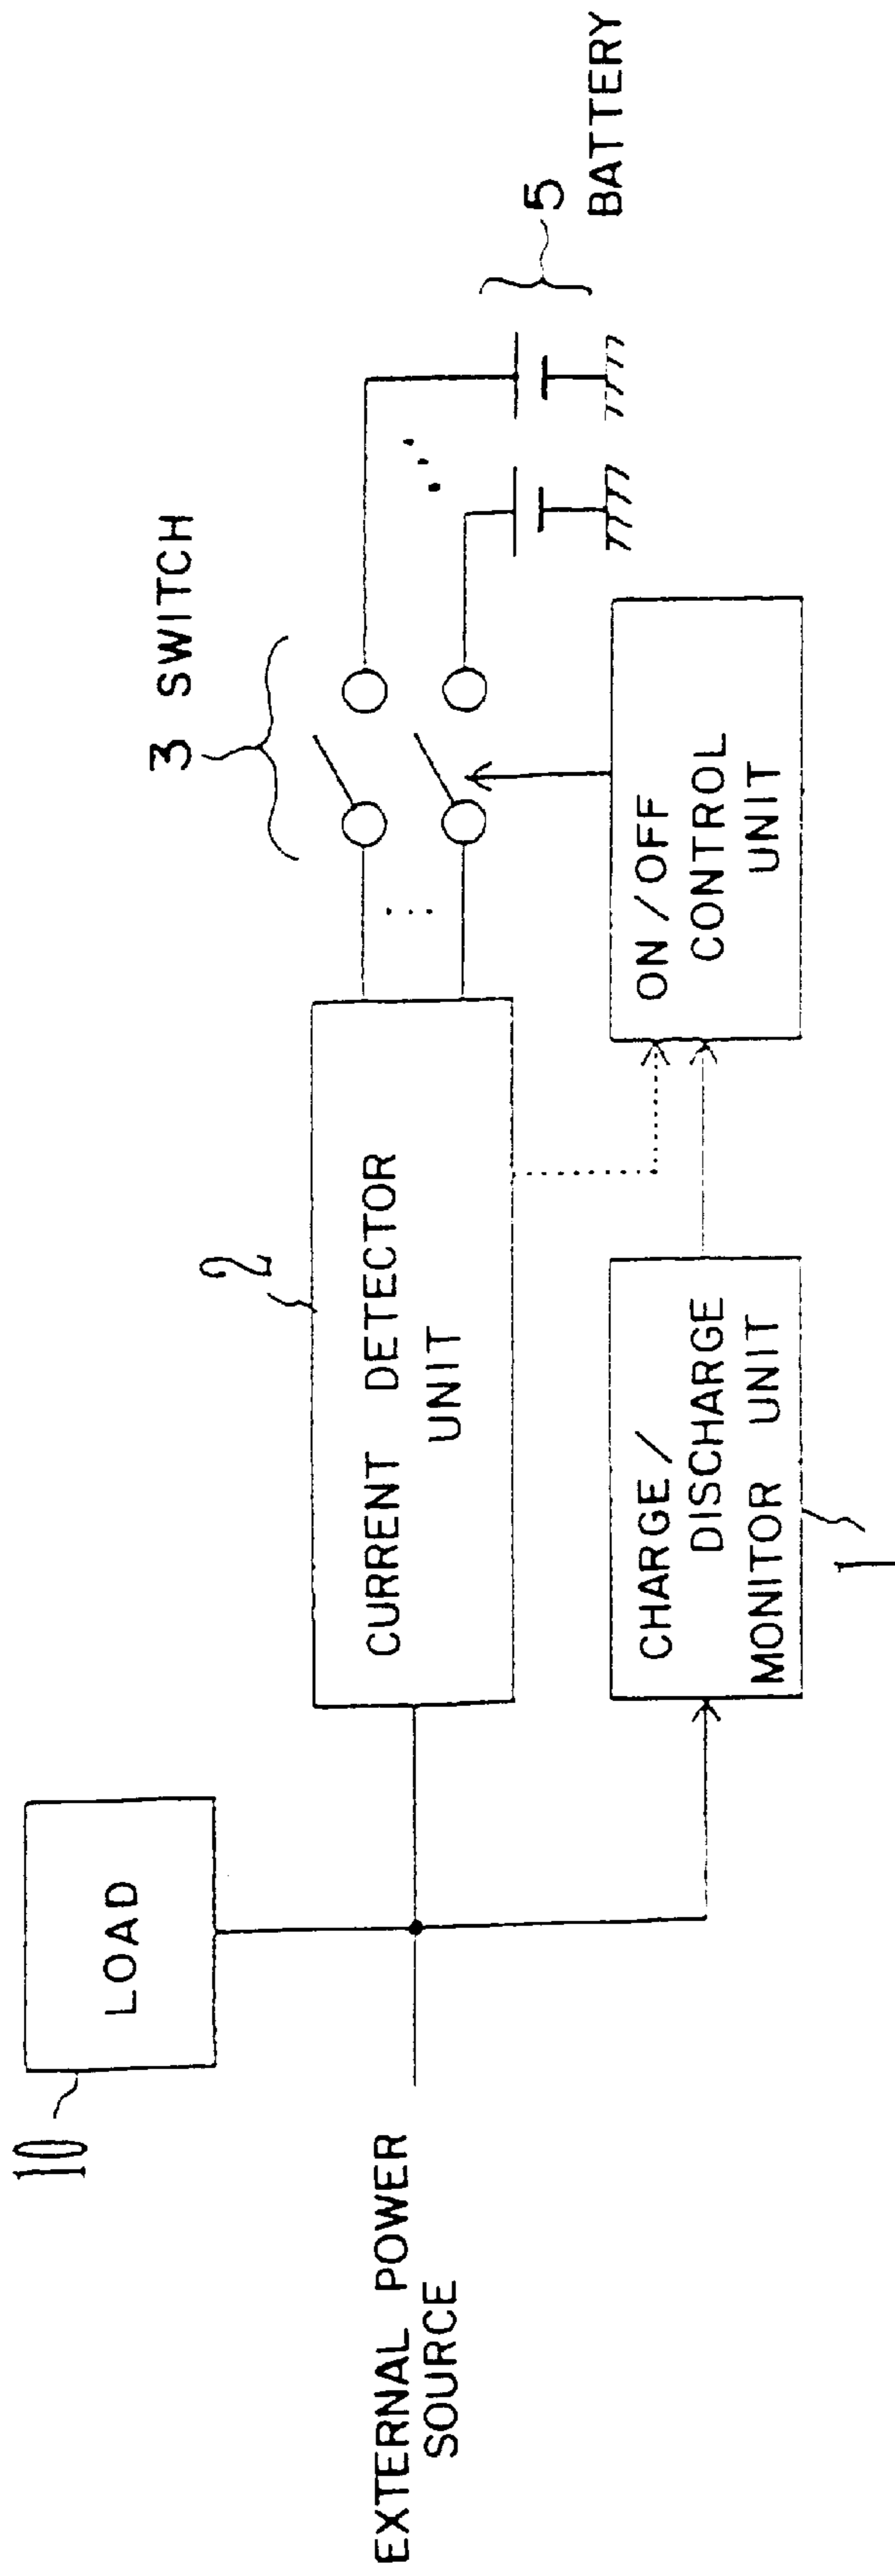 10
LOAD
EXTERNAL POWER
SOURCE
2
CURRENT DETECTOR
UNIT
3 SWITCH
5
BATTERY
CHARGE/
DISCHARGE
MONITOR UNIT
1
ON/OFF
CONTROL
UNIT